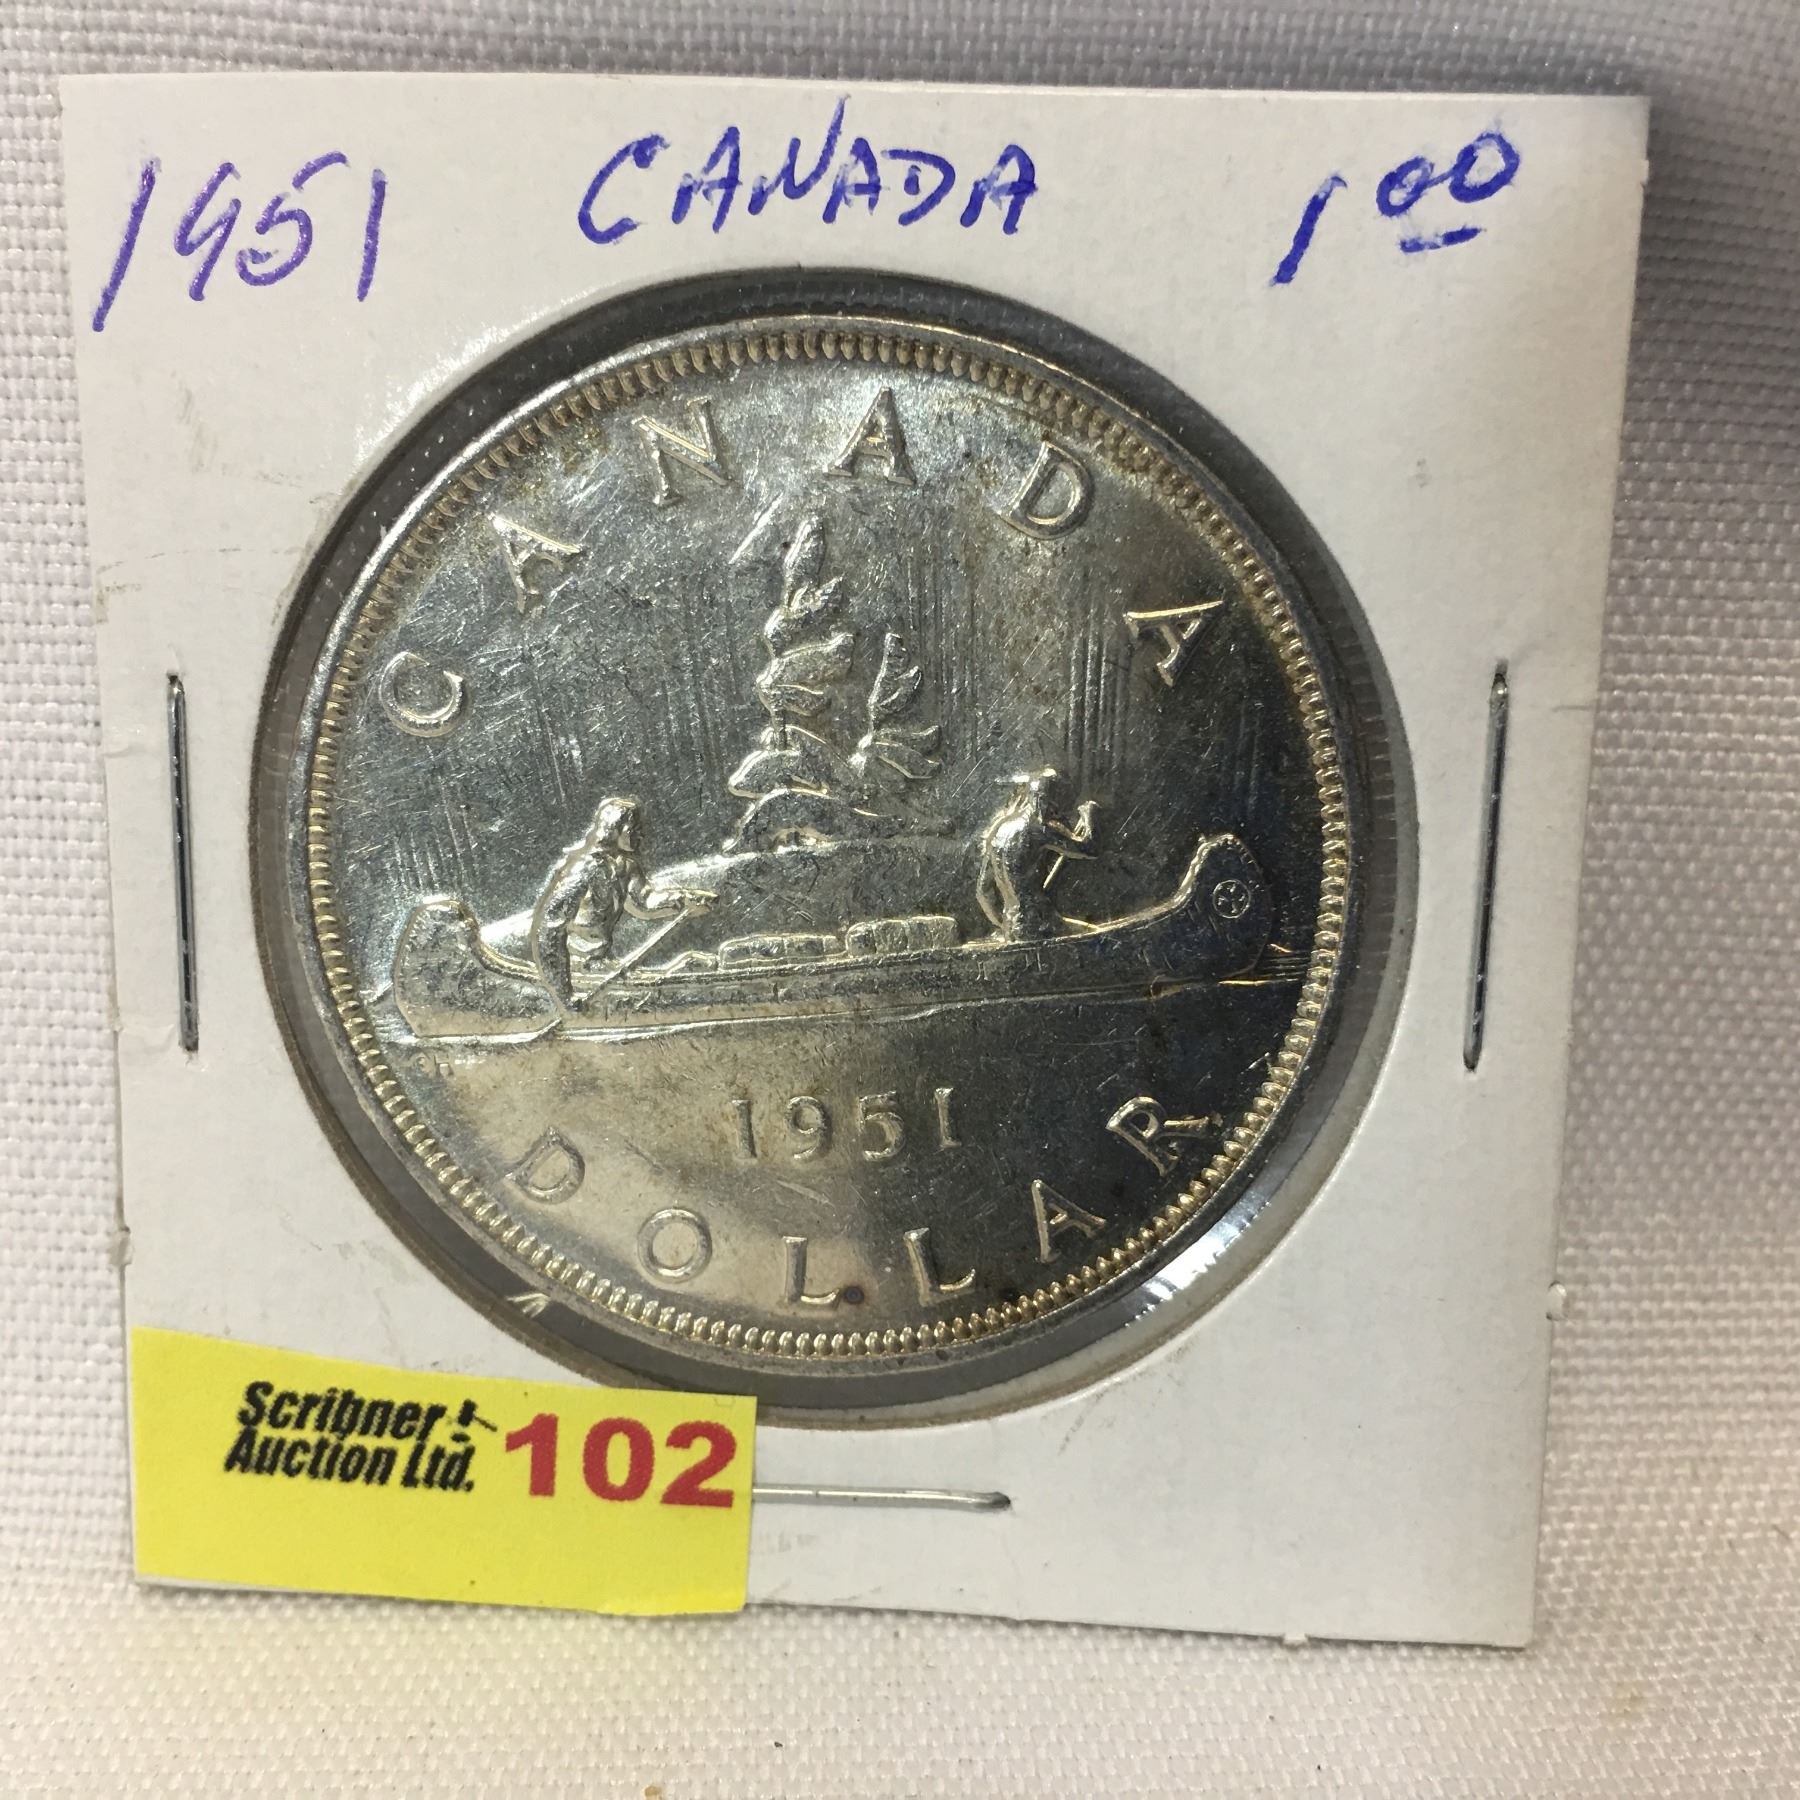 1951 CANADA 1.00
CANADA
1951
DOLLAR
Scribner
Auction Ltd.
102